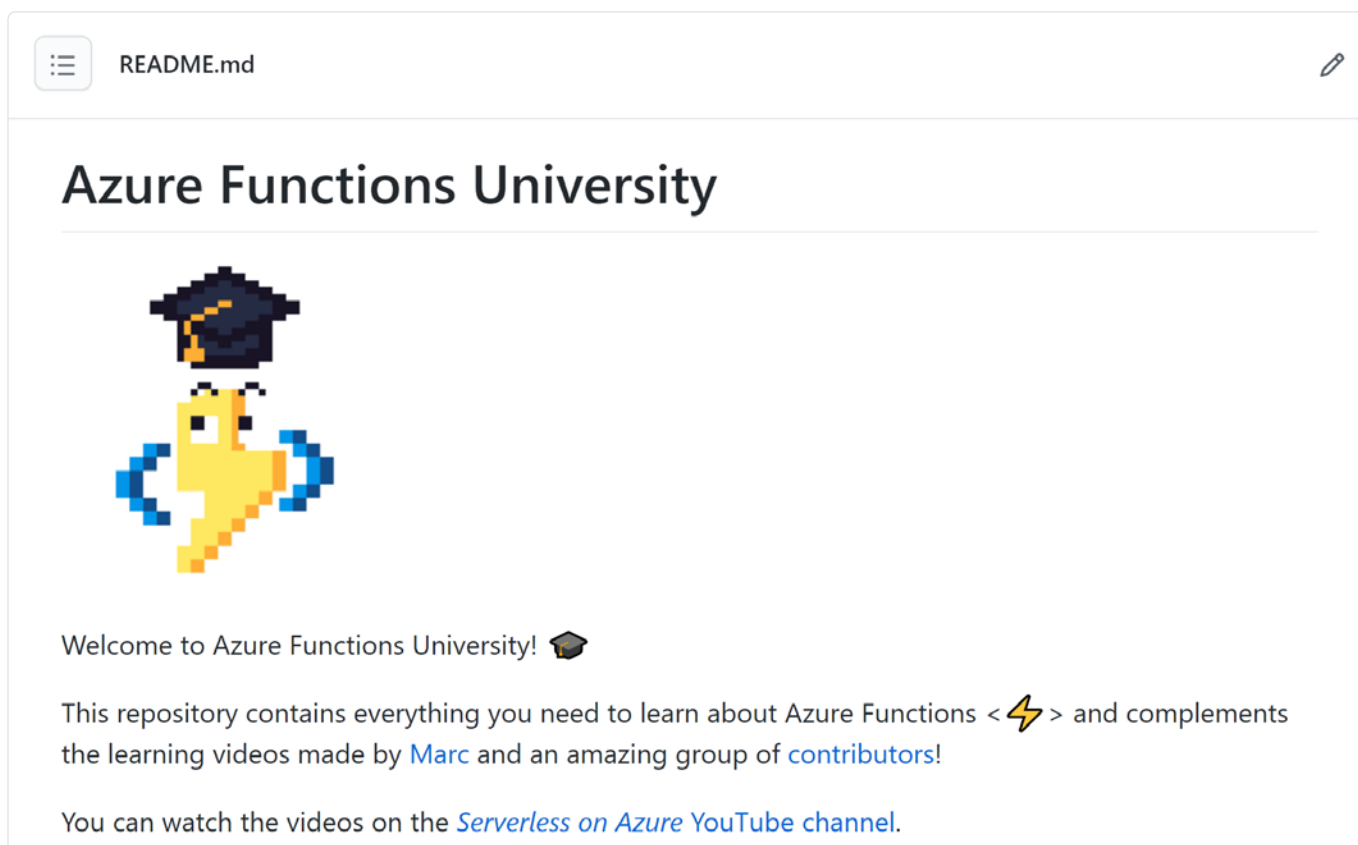 README.md
Azure Functions University
Welcome to Azure Functions University! 🎓
This repository contains everything you need to learn about Azure Functions <⚡> and complements
the learning videos made by Marc and an amazing group of contributors!
You can watch the videos on the Serverless on Azure YouTube channel.